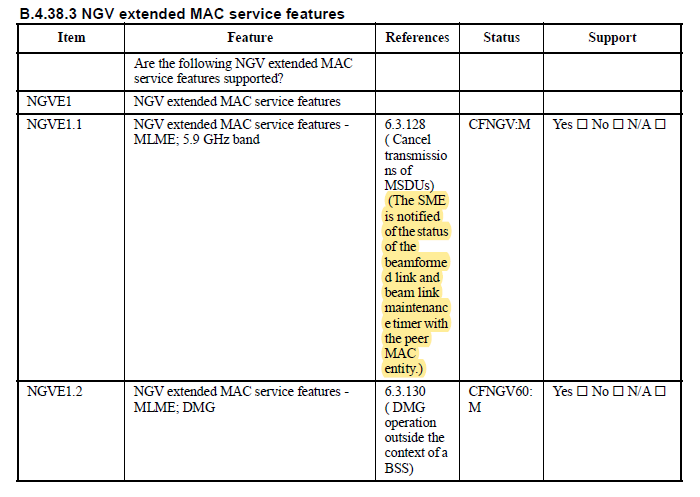 B.4.38.3 NGV extended MAC service features
Item Feature References Status Support
Are the following NGV extended MAC
service features supported?
NGVE1 NGV extended MAC service features
NGVE1.1 NGV extended MAC service features - 6.3.128 CFNGV:M Yes ☐ No ☐ N/A ☐
MLME; 5.9 GHz band ( Cancel
transmissio
ns of
MSDUs)
(The SME
is notified
of the status
of the
beamforme
d link and
beam link
maintenanc
e timer with
the peer
MAC
entity.)
NGVE1.2 NGV extended MAC service features - 6.3.130 CFNGV60: Yes ☐ No ☐ N/A ☐
MLME; DMG ( DMG M
operation
outside the
context of a
BSS)